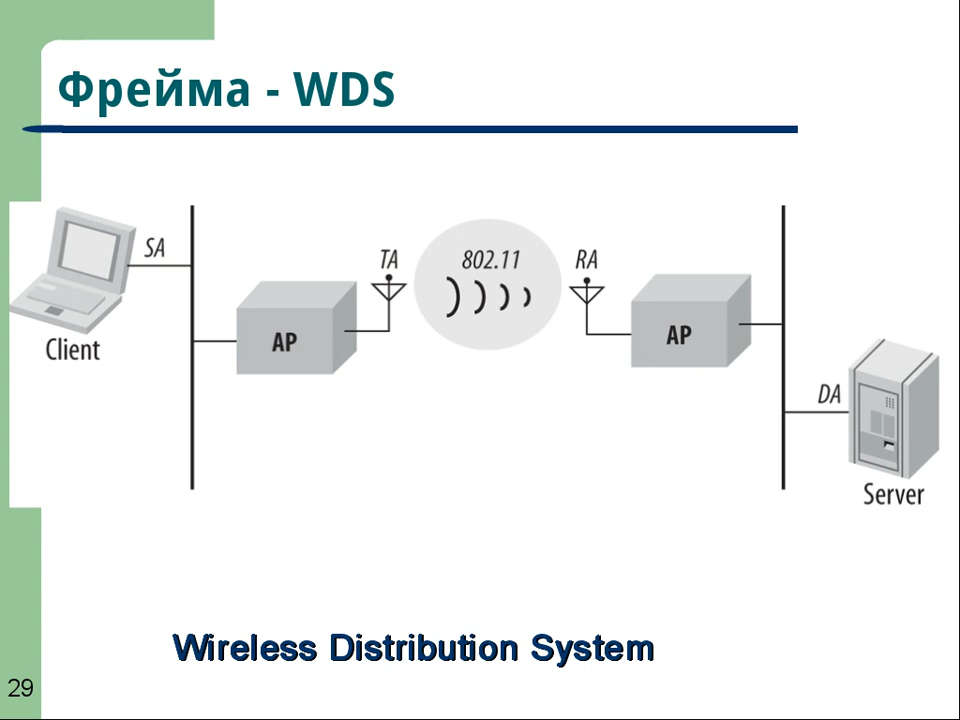 Фрейма - WDS
SA
TA
802.11
RA
AP
AP
Client
DA
Server
Wireless Distribution System
29